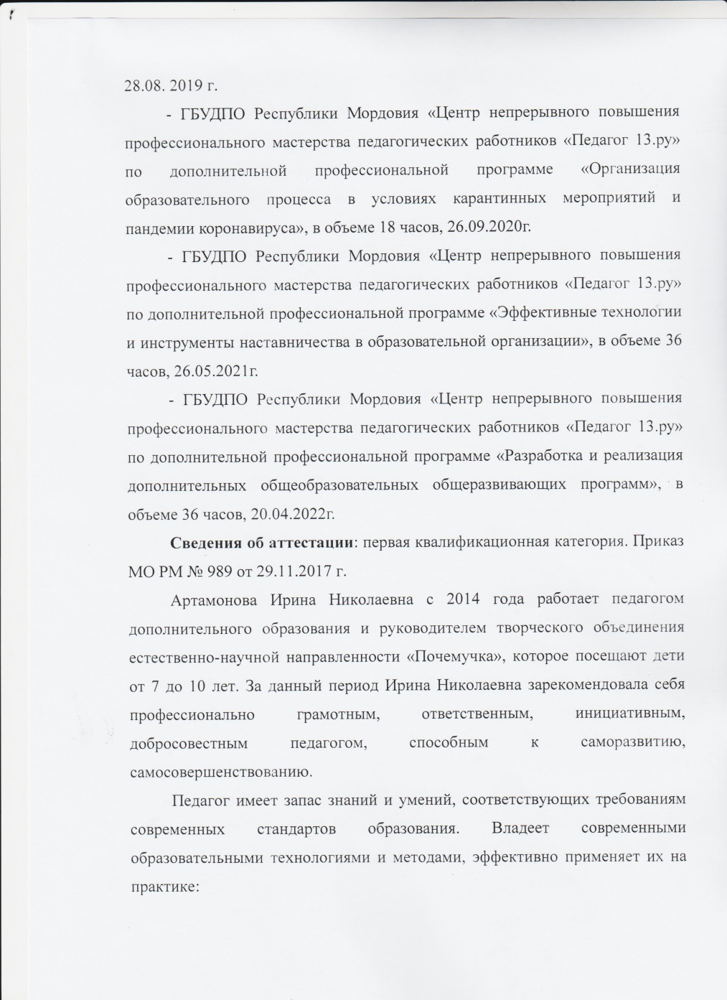 28.08. 2019 г.
- ГБУДПО Республики Мордовия «Центр непрерывного повышения
профессионального мастерства педагогических работников «Педагог 13.ру»
по дополнительной профессиональной программе «Организация
образовательного процесса в условиях карантинных мероприятий и
пандемии коронавируса», в объеме 18 часов, 26.09.2020г.
- ГБУДПО Республики Мордовия «Центр непрерывного повышения
профессионального мастерства педагогических работников «Педагог 13.ру»
по дополнительной профессиональной программе «Эффективные технологии
и инструменты наставничества в образовательной организации», в объеме 36
часов, 26.05.2021г.
- ГБУДПО Республики Мордовия «Центр непрерывного повышения
профессионального мастерства педагогических работников «Педагог 13.ру»
по дополнительной профессиональной программе «Разработка и реализация
дополнительных общеобразовательных общеразвивающих программ», в
объеме 36 часов, 20.04.2022г.
Сведения об аттестации: первая квалификационная категория. Приказ
МО РМ № 989 от 29.11.2017 г.
Артамонова Ирина Николаевна с 2014 года работает педагогом
дополнительного образования и руководителем творческого объединения
естественно-научной направленности «Почемучка», которое посещают дети
от 7 до 10 лет. За данный период Ирина Николаевна зарекомендовала себя
профессионально грамотным, ответственным, инициативным,
добросовестным педагогом, способным к саморазвитию,
самосовершенствованию.
Педагог имеет запас знаний и умений, соответствующих требованиям
современных стандартов образования. Владеет современными
образовательными технологиями и методами, эффективно применяет их на
практике: